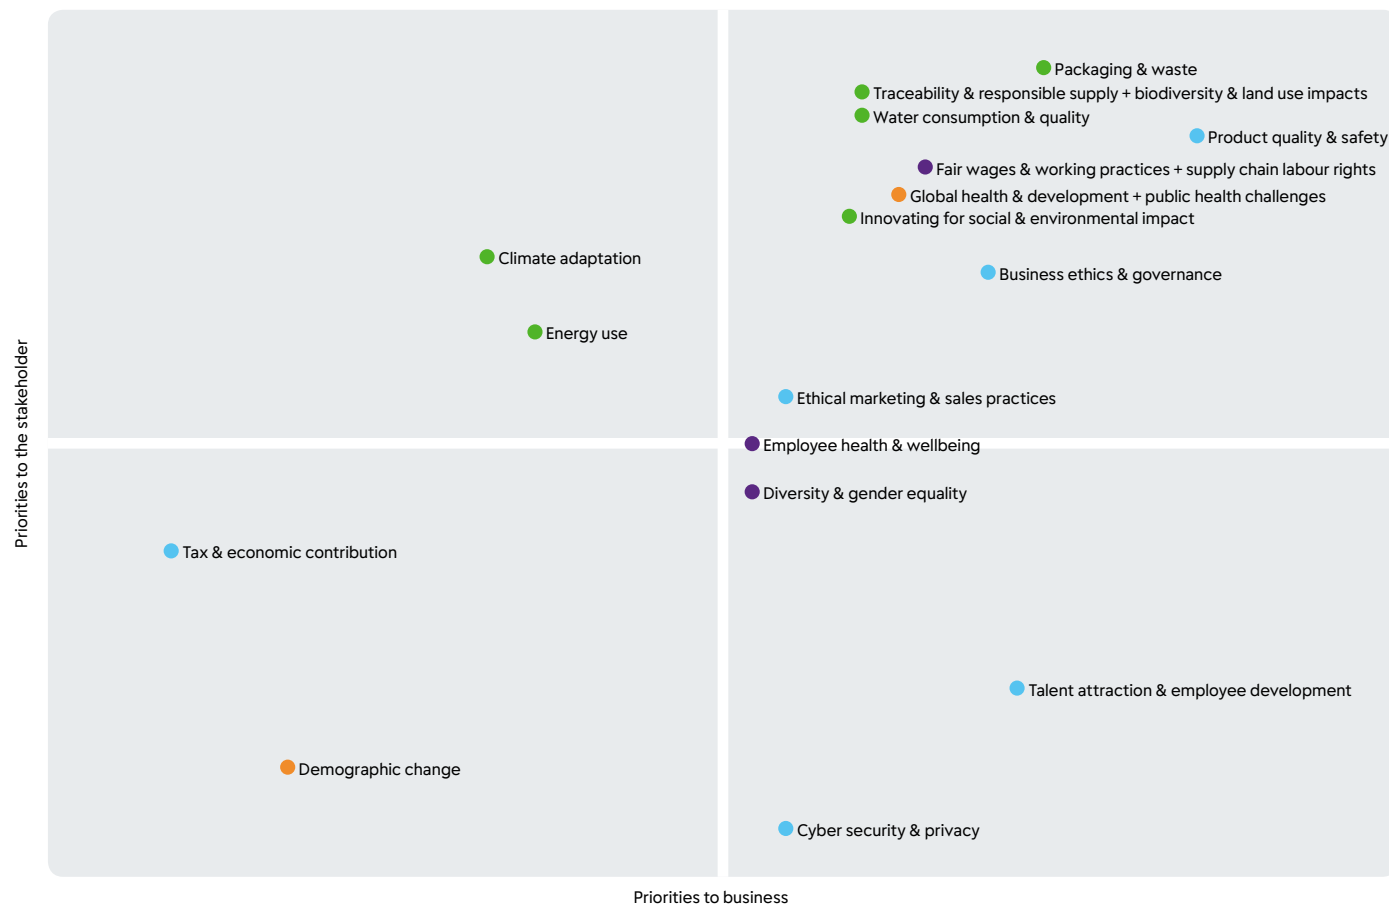 Packaging & waste
Traceability & responsible supply + biodiversity & land use impacts
Water consumption & quality
Product quality & safety
Fair wages & working practices + supply chain labour rights
Global health & development + public health challenges
Innovating for social & environmental impact
Climate adaptation
Business ethics & governance
Energy use
Priorities to the stakeholder
Ethical marketing & sales practices
Employee health & wellbeing
Diversity & gender equality
Tax & economic contribution
Talent attraction & employee development
Demographic change
Cyber security & privacy
Priorities to business